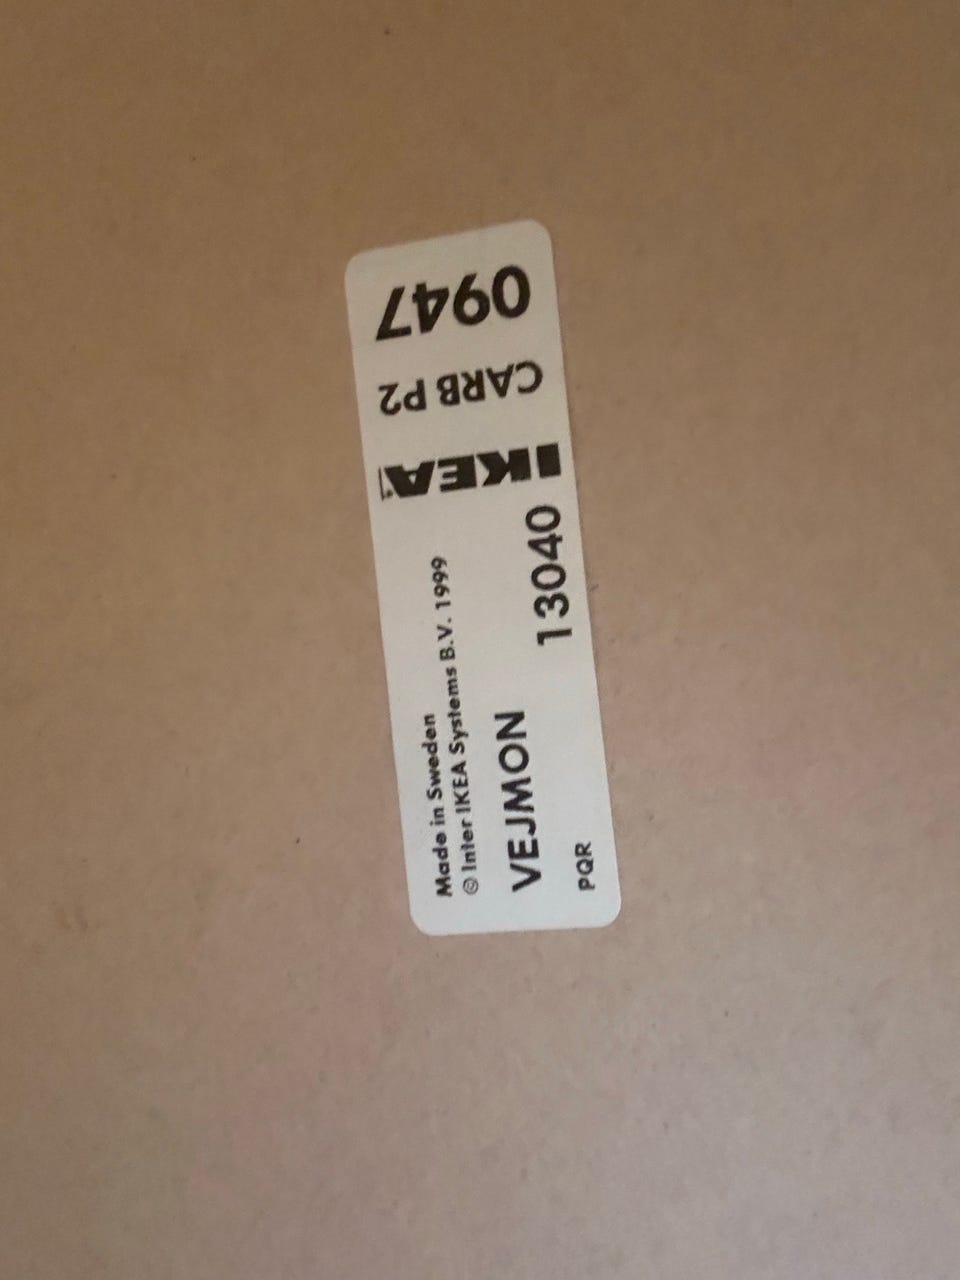 0947
CARB P2
IKEA
Made in Sweden
© Inter IKEA Systems B.V. 1999
VEJMON 13040
PQR